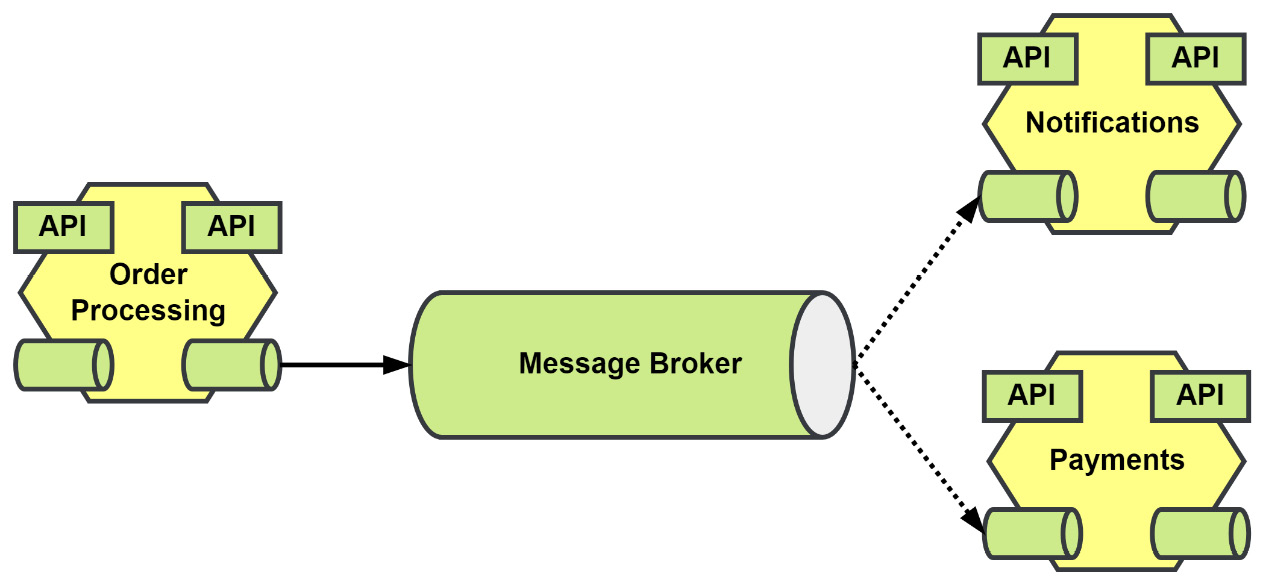 API
API
Order
Processing
Message Broker
API
API
Notifications
API
API
Payments